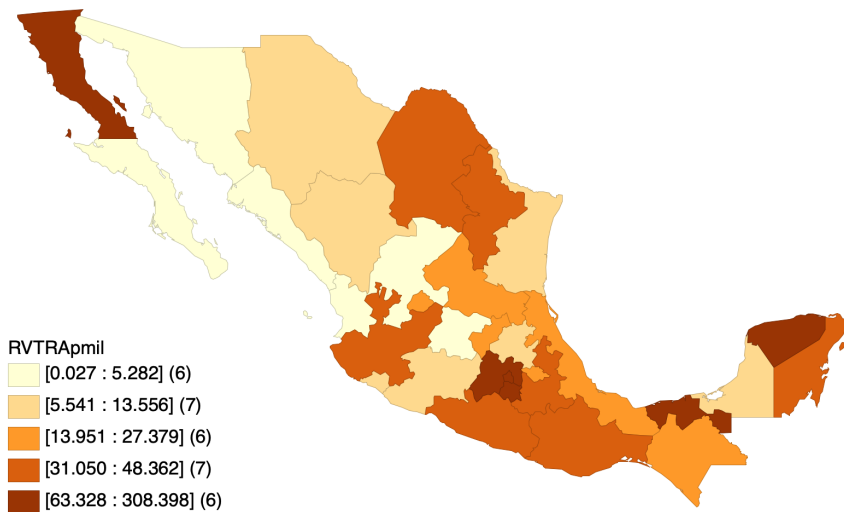 RVTRApmil
[0.027 : 5.282] (6)
[5.541 : 13.556] (7)
[13.951 : 27.379] (6)
[31.050 : 48.362] (7)
[63.328 : 308.398] (6)